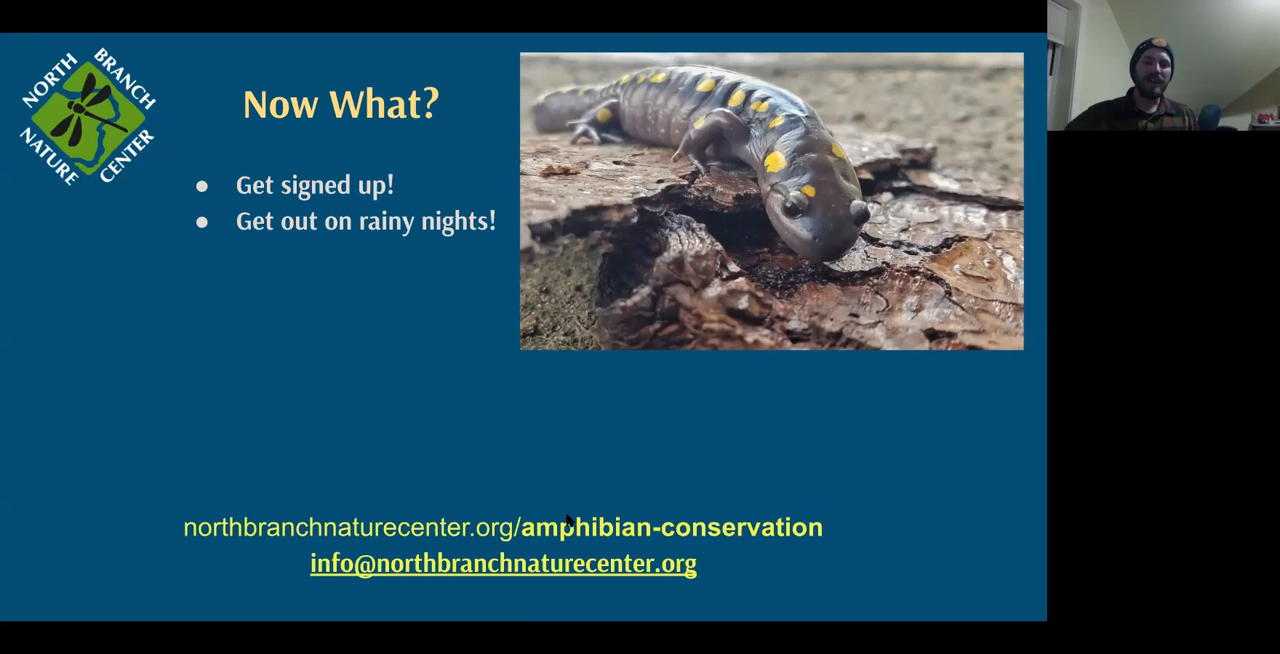 NORTH BRANCH
NATURE CENTER
Now What?
● Get signed up!
● Get out on rainy nights!
northbranchnaturecenter.org/amphibian-conservation
info@northbranchnaturecenter.org